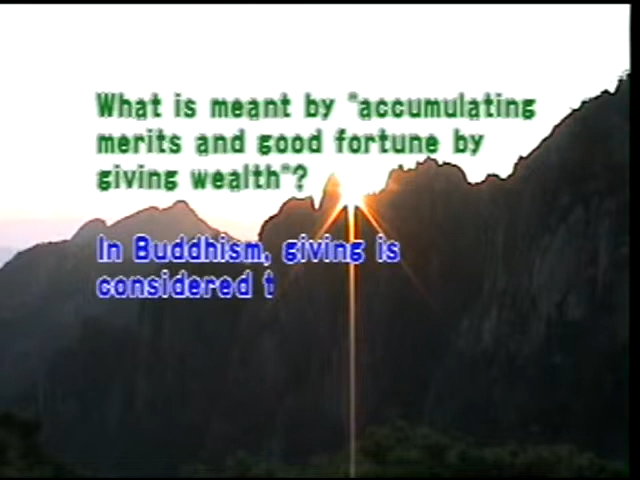 What is meant by "accumulating
merits and good fortune by
giving wealth"?
In Buddhism, giving is
considered t